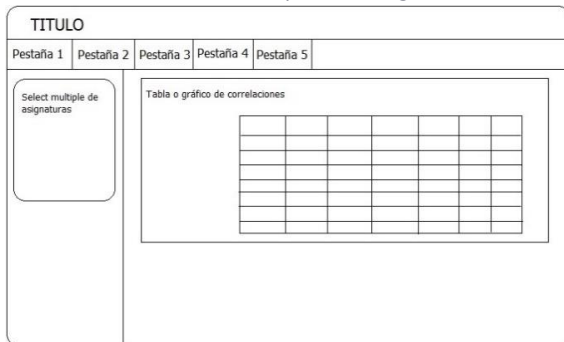 TITULO
Pestaña 1 Pestaña 2 Pestaña 3 Pestaña 4 Pestaña 5
Select multiple de
asignaturas
Tabla o gráfico de correlaciones